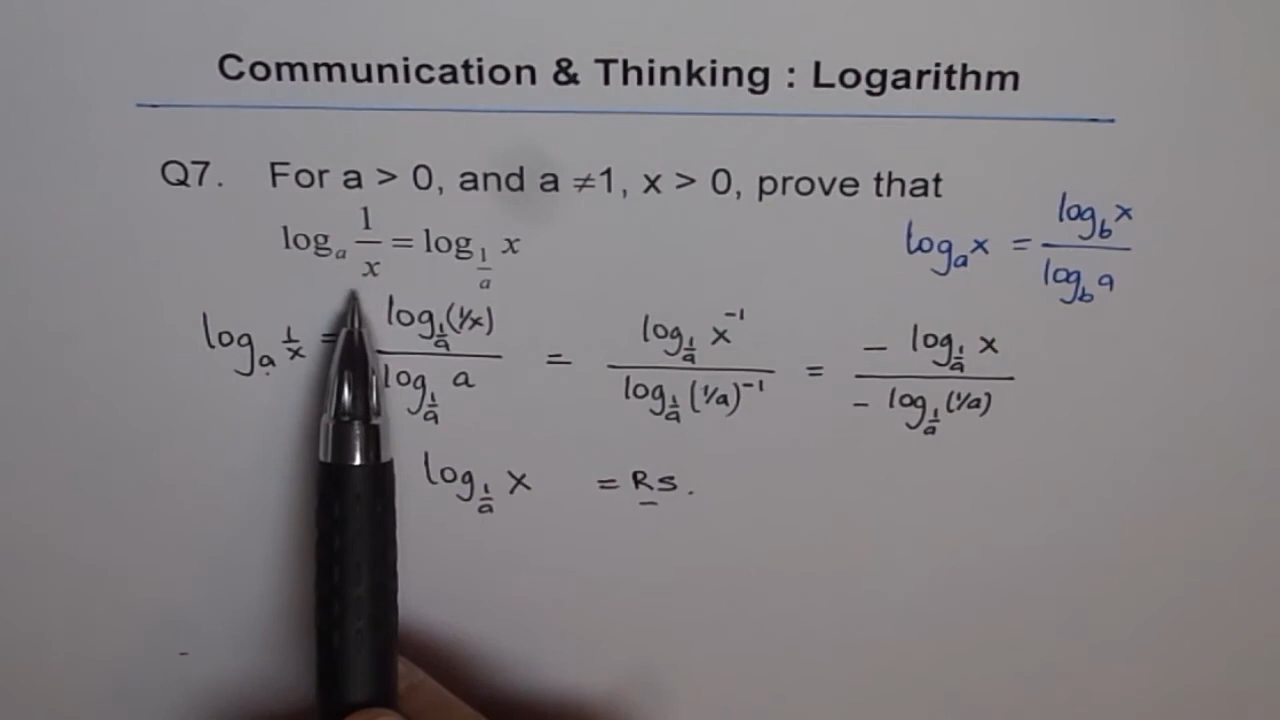 Communication & Thinking : Logarithm
Q7. For a > 0, and a ≠1, x > 0, prove that
log_a 1/x = log_{1/a} x
log_a x = log_b x / log_b a
log_a 1/x = log_{1/a}(1/x) / log_{1/a} a = log_{1/a} x^{-1} / log_{1/a} (1/a)^{-1} = - log_{1/a} x / - log_{1/a} (1/a)
log_{1/a} x = RS.